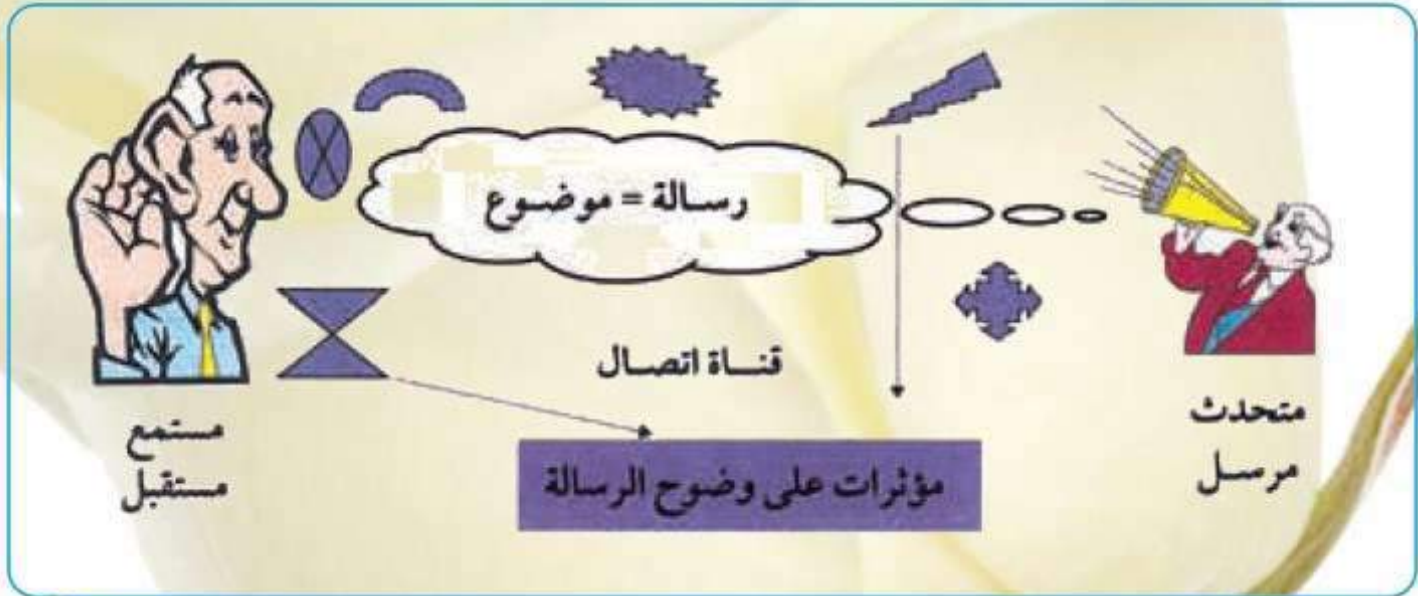 رسالة = موضوع
قناة اتصال
متحدث
مرسل
مستمع
مستقبل
مؤثرات على وضوح الرسالة